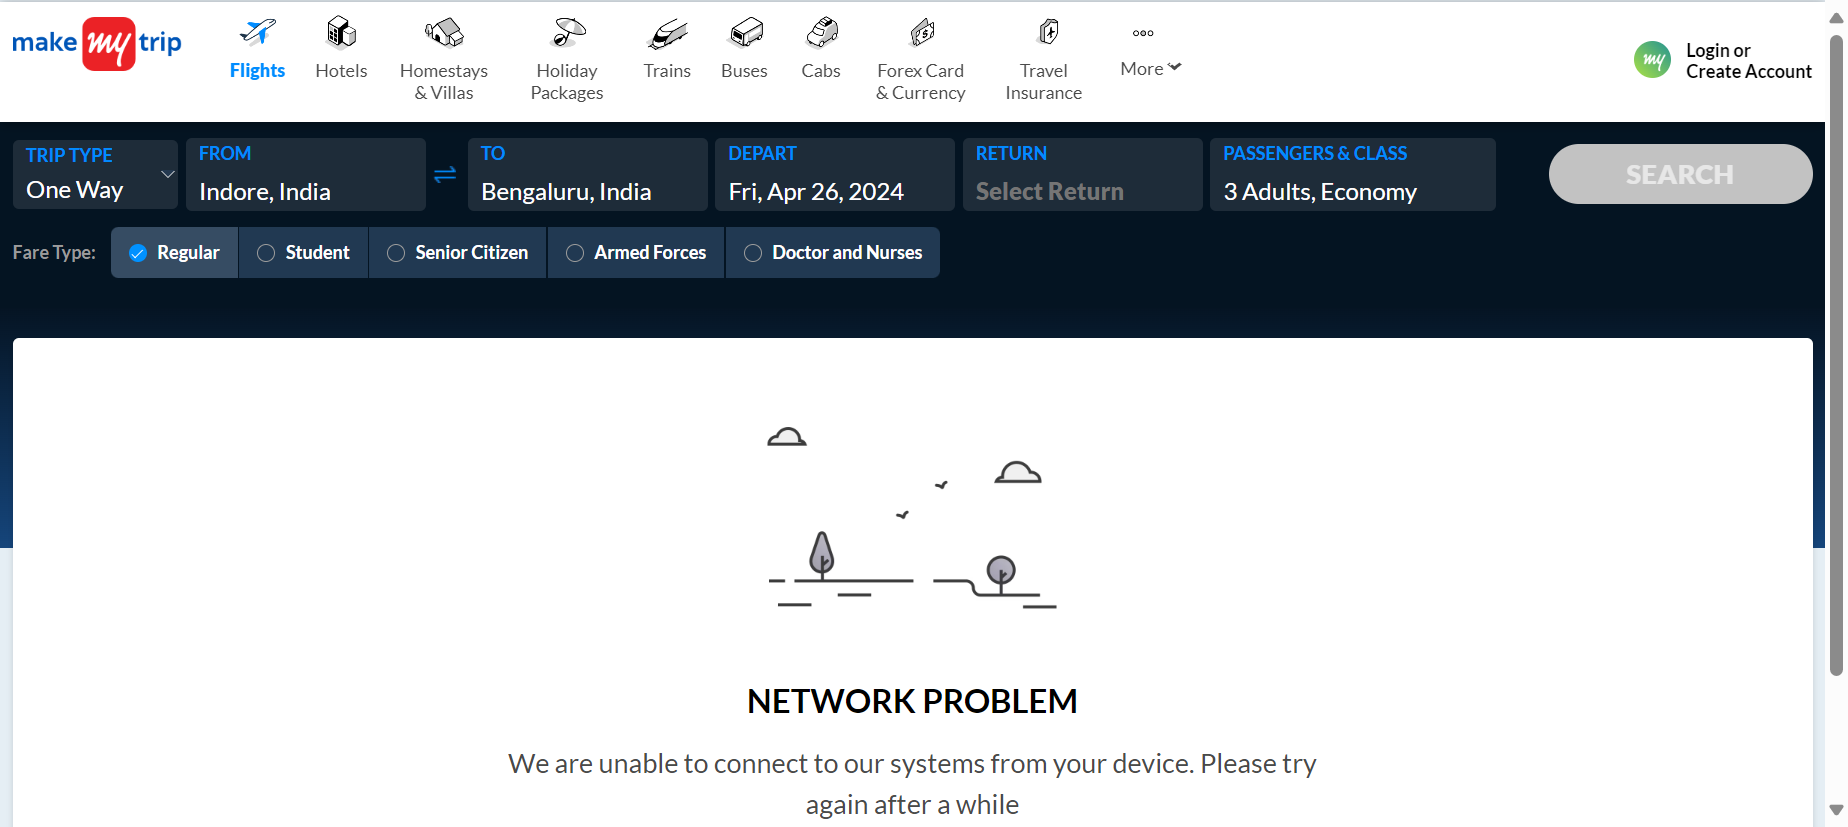 make my trip
Flights
Hotels
Homestays
& Villas
Holiday
Packages
Trains
Buses
Cabs
Forex Card
& Currency
Travel
Insurance
More
my
Login or
Create Account
TRIP TYPE
One Way
FROM
Indore, India
TO
Bengaluru, India
DEPART
Fri, Apr 26, 2024
RETURN
Select Return
PASSENGERS & CLASS
3 Adults, Economy
SEARCH
Fare Type:
Regular
Student
Senior Citizen
Armed Forces
Doctor and Nurses
NETWORK PROBLEM
We are unable to connect to our systems from your device. Please try
again after a while